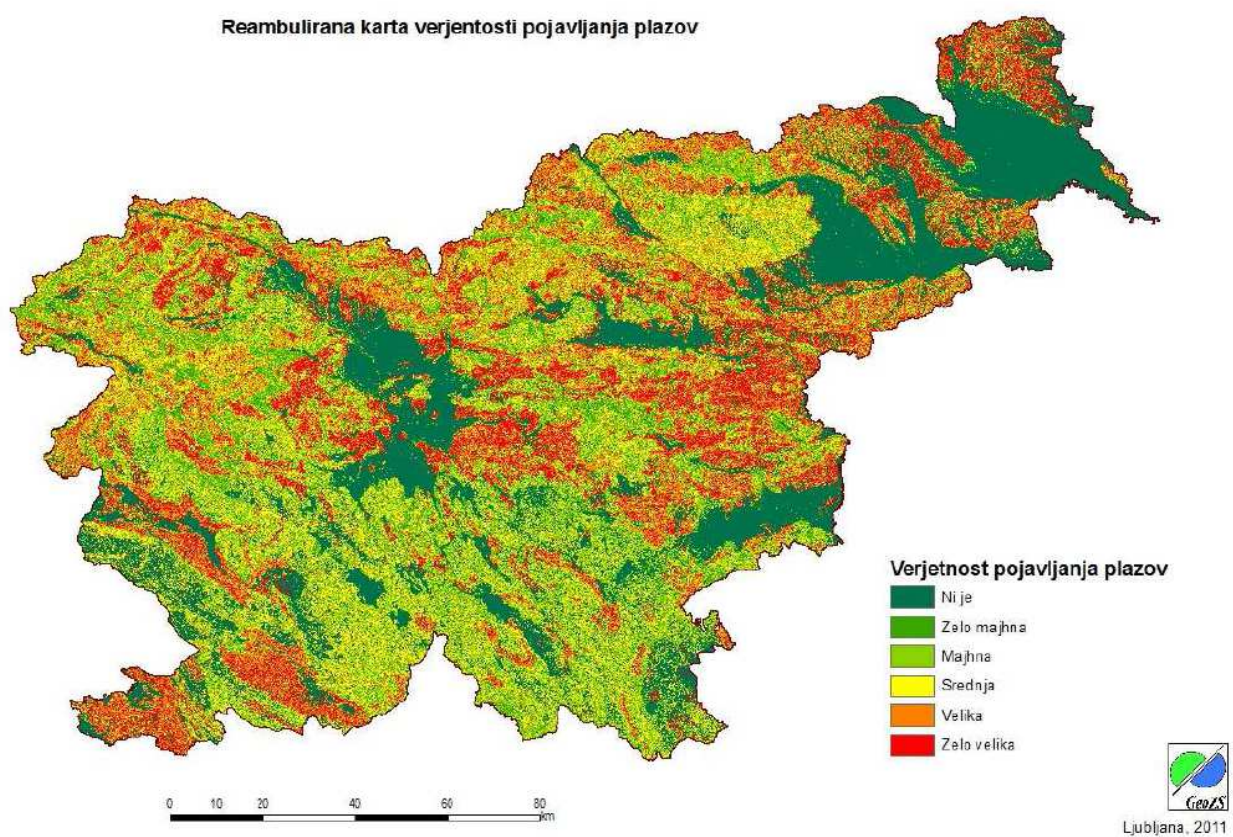 Reambulirana karta verjentosti pojavljanja plazov
Verjetnost pojavljanja plazov
Ni je
Zelo majhna
Majhna
Srednja
Velika
Zelo velika
0 10 20 40 60 80
km
GeoZS
Ljubljana, 2011